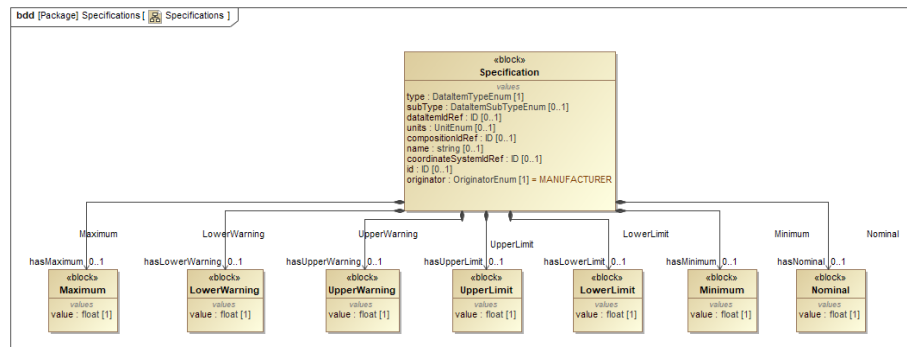 bdd [Package] Specifications [ Specifications ]
«block»
Specification
values
type : DataItemTypeEnum [1]
subType : DataItemSubTypeEnum [0..1]
dataItemIdRef : ID [0..1]
units : UnitEnum [0..1]
compositionIdRef : ID [0..1]
name : string [0..1]
coordinateSystemIdRef : ID [0..1]
id : ID [0..1]
originator : OriginatorEnum [1] = MANUFACTURER
Maximum
LowerWarning
UpperWarning
UpperLimit
LowerLimit
Minimum
Nominal
hasMaximum 0..1
hasLowerWarning 0..1
hasUpperWarning 0..1
hasUpperLimit 0..1
hasLowerLimit 0..1
hasMinimum 0..1
hasNominal 0..1
«block»
Maximum
values
value : float [1]
«block»
LowerWarning
values
value : float [1]
«block»
UpperWarning
values
value : float [1]
«block»
UpperLimit
values
value : float [1]
«block»
LowerLimit
values
value : float [1]
«block»
Minimum
values
value : float [1]
«block»
Nominal
values
value : float [1]